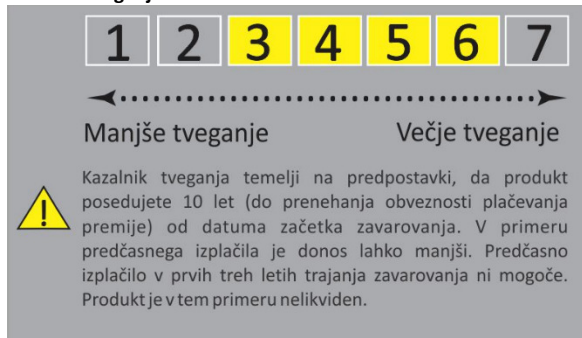 1 2 3 4 5 6 7
Manjše tveganje Večje tveganje
Kazalnik tveganja temelji na predpostavki, da produkt
posedujete 10 let (do prenehanja obveznosti plačevanja
premije) od datuma začetka zavarovanja. V primeru
predčasnega izplačila je donos lahko manjši. Predčasno
izplačilo v prvih treh letih trajanja zavarovanja ni mogoče.
Produkt je v tem primeru nelikviden.